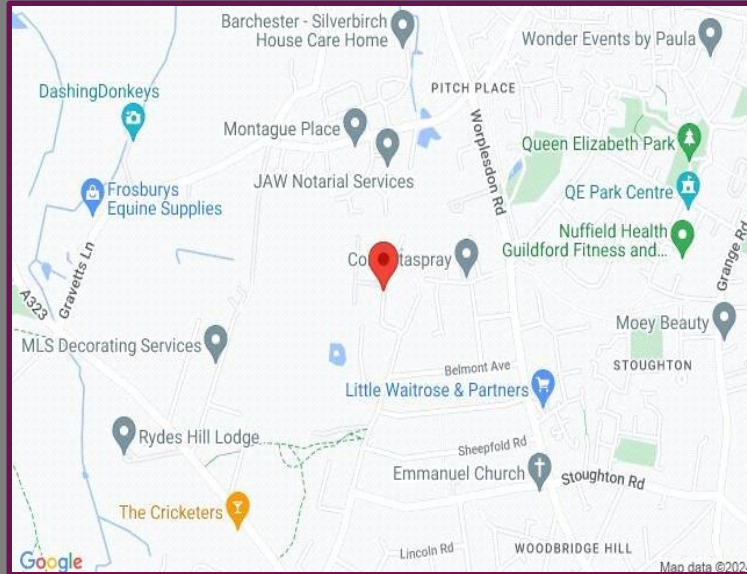 Barchester - Silverbirch
House Care Home
Wonder Events by Paula
DashingDonkeys
PITCH PLACE
Montague Place
Worplesdon Rd
Queen Elizabeth Park
JAW Notarial Services
QE Park Centre
Frosburys
Equine Supplies
Nuffield Health
Guildford Fitness and...
Gravetts Ln
Grange Rd
A323
Moey Beauty
MLS Decorating Services
STOUGHTON
Belmont Ave
Little Waitrose & Partners
Rydes Hill Lodge
Sheepfold Rd
Emmanuel Church
Stoughton Rd
The Cricketers
Lincoln Rd
WOODBRIDGE HILL
Google
Map data